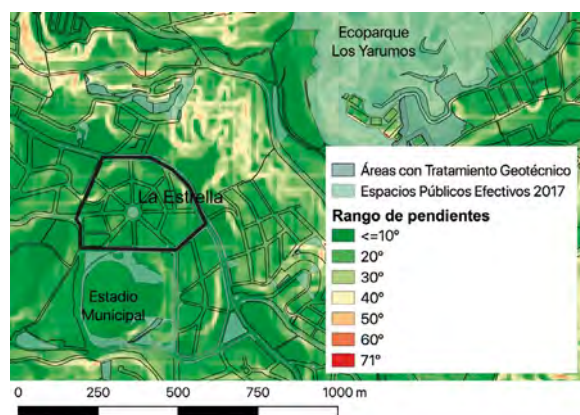 Ecoparque
Los Yarumos
La Estrella
Estadio
Municipal
Áreas con Tratamiento Geotécnico
Espacios Públicos Efectivos 2017
Rango de pendientes
<=10°
20°
30°
40°
50°
60°
71°
0 250 500 750 1000 m